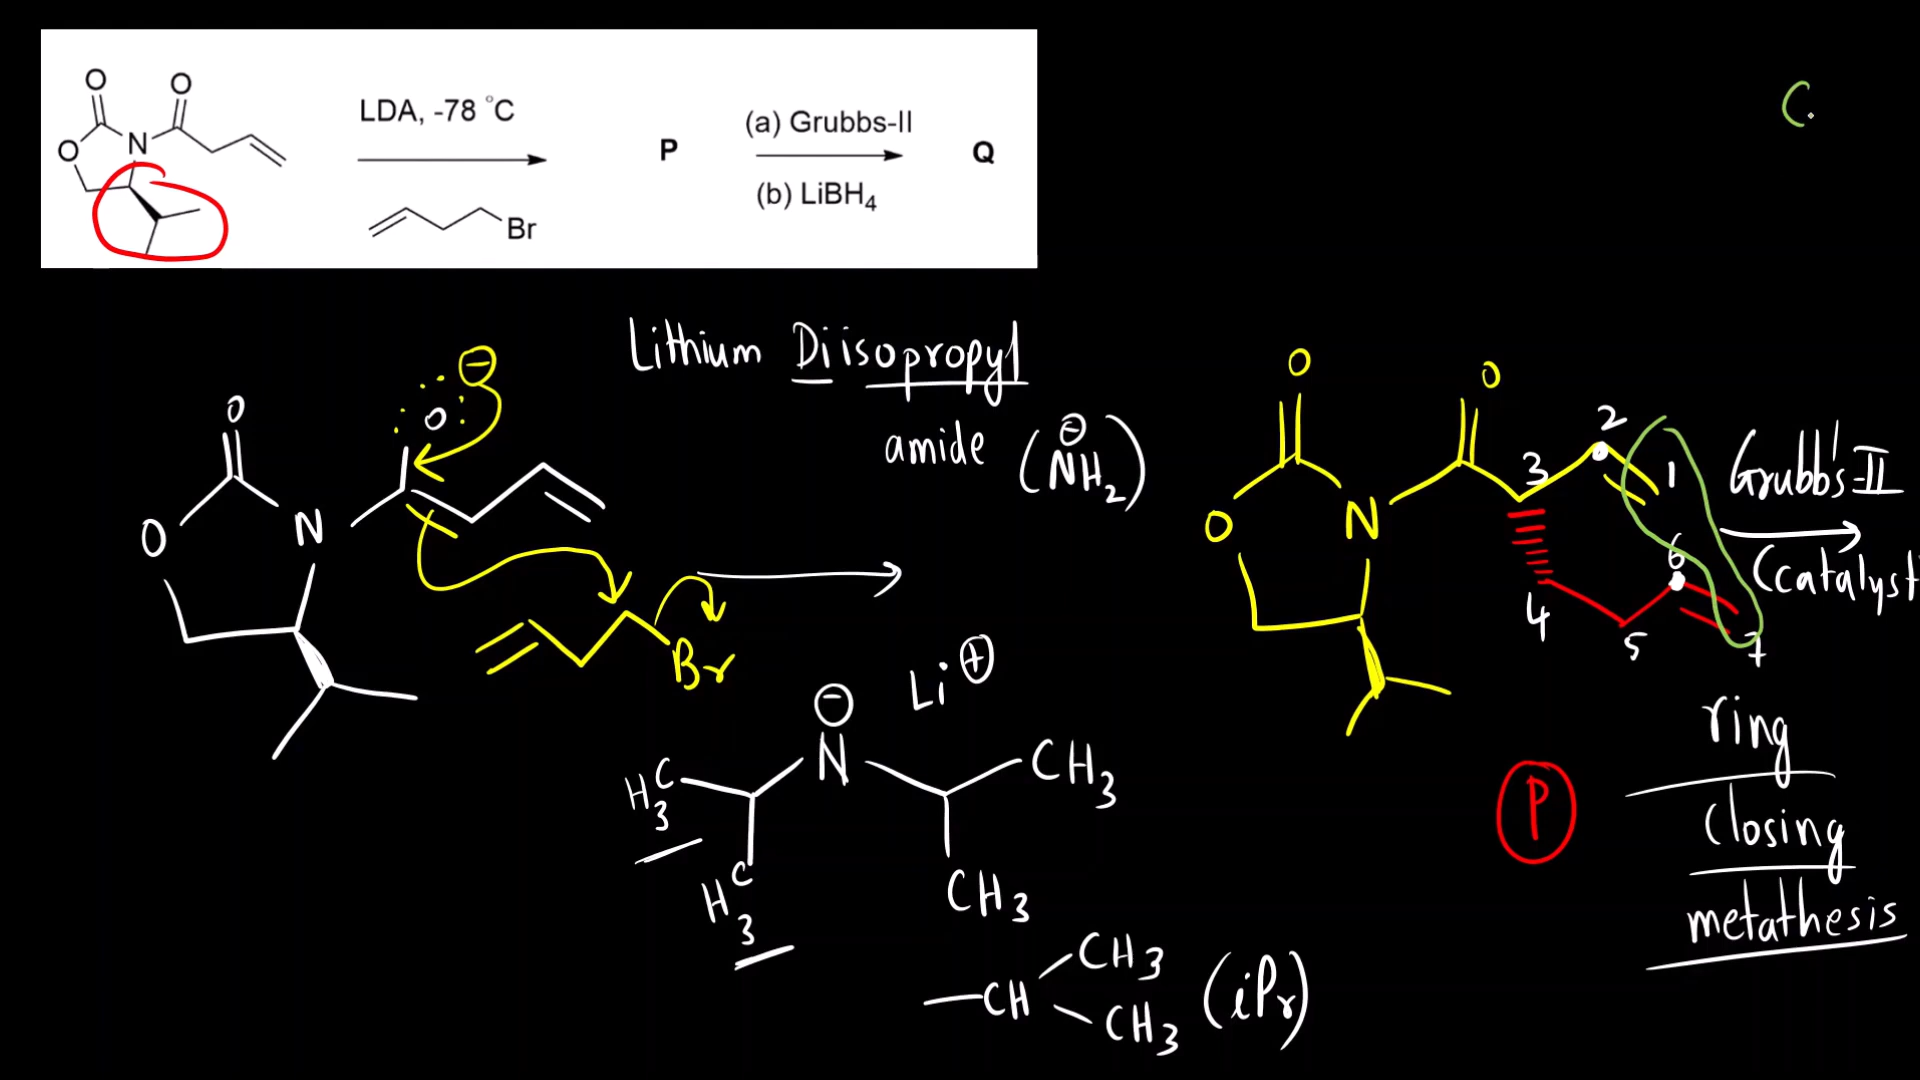 O O
LDA, -78 °C
(a) Grubbs-II
O N
P
Q
(b) LiBH4
Br
C.
Lithium Diisopropyl
amide (NH2)
⊖
O
O
O
N
Br
Li ⊕
⊖
N
H3C
CH3
H3C
CH3
O
O
O
N
1
2
3
4
5
6
7
Grubb's-II
(catalyst
P
ring
closing
metathesis
CH3
—CH
CH3
(iPr)